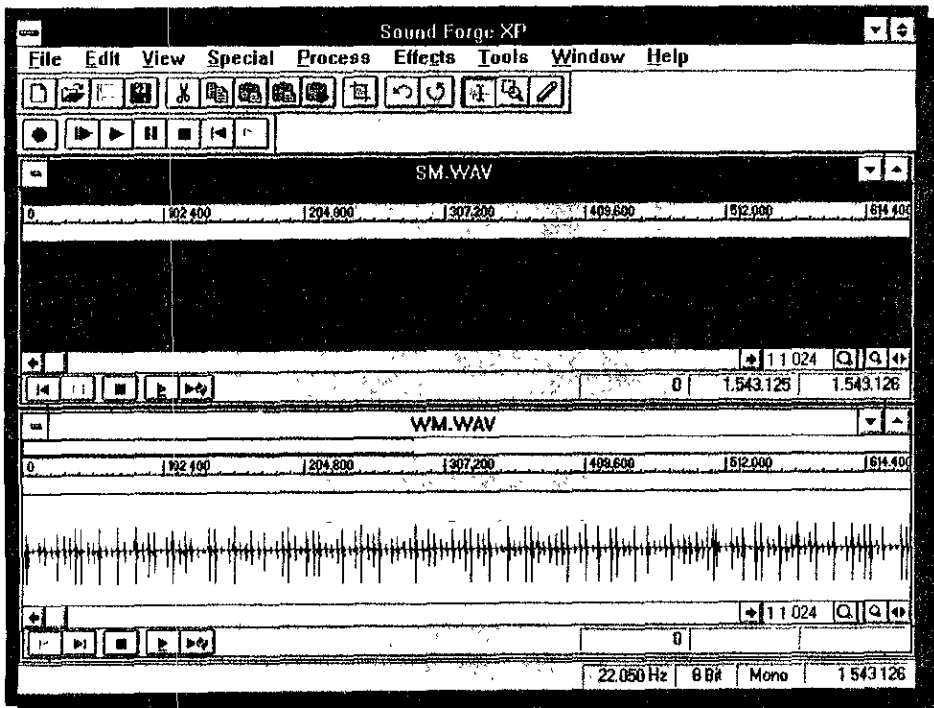 Sound Forge XP
File Edit View Special Process Effects Tools Window Help
SM.WAV
0 102,400 204,800 307,200 409,600 512,000 614,400
1 1 024
0 1,543,125 1,543,126
WM.WAV
0 102,400 204,800 307,200 409,600 512,000 614,400
1 1 024
0
22,050 Hz 8 Bit Mono 1 543 126